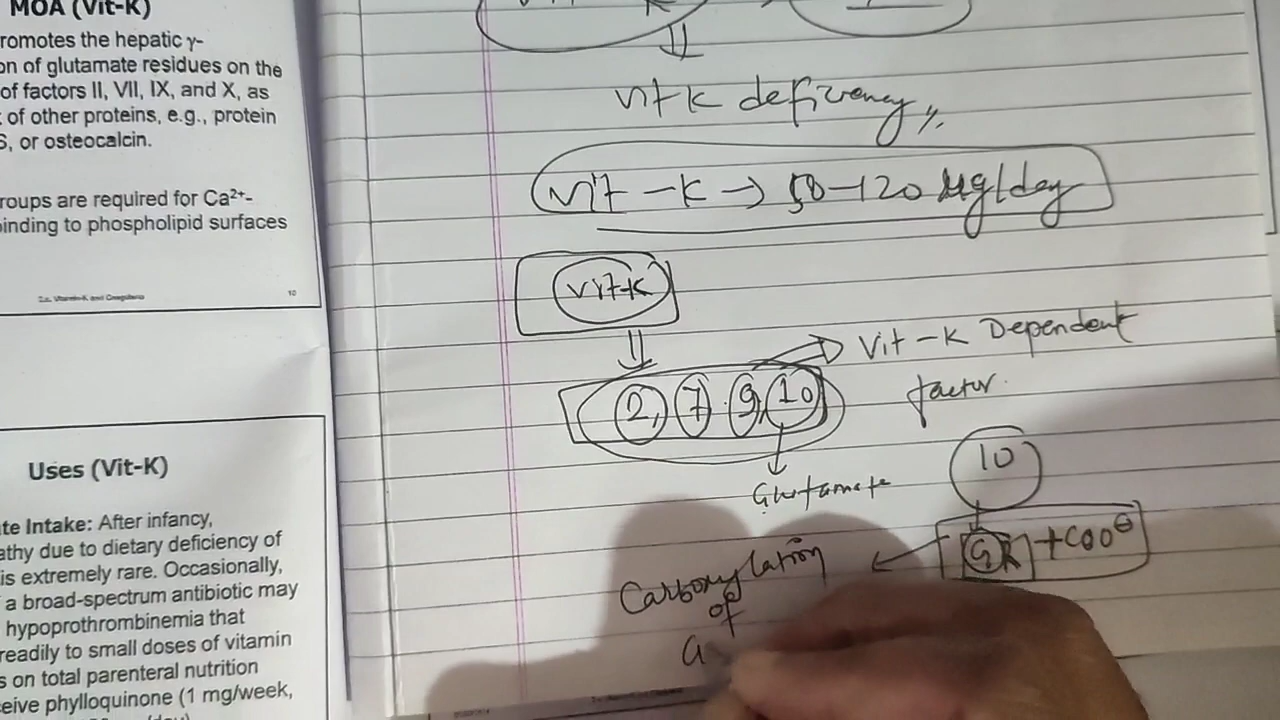 MOA (Vit-K)
romotes the hepatic γ-
on of glutamate residues on the
of factors II, VII, IX, and X, as
of other proteins, e.g., protein
S, or osteocalcin.
roups are required for Ca²⁺-
inding to phospholipid surfaces
10
Uses (Vit-K)
te Intake: After infancy,
athy due to dietary deficiency of
is extremely rare. Occasionally,
a broad-spectrum antibiotic may
hypoprothrombinemia that
readily to small doses of vitamin
s on total parenteral nutrition
ceive phylloquinone (1 mg/week,
vit K deficiency
Vit - K → 50-120 μg/day
Vit-K
2, 7 9, 10
Vit - K Dependent
factor.
Glutamate
10
+COO⊖
Carboxylation
of
G